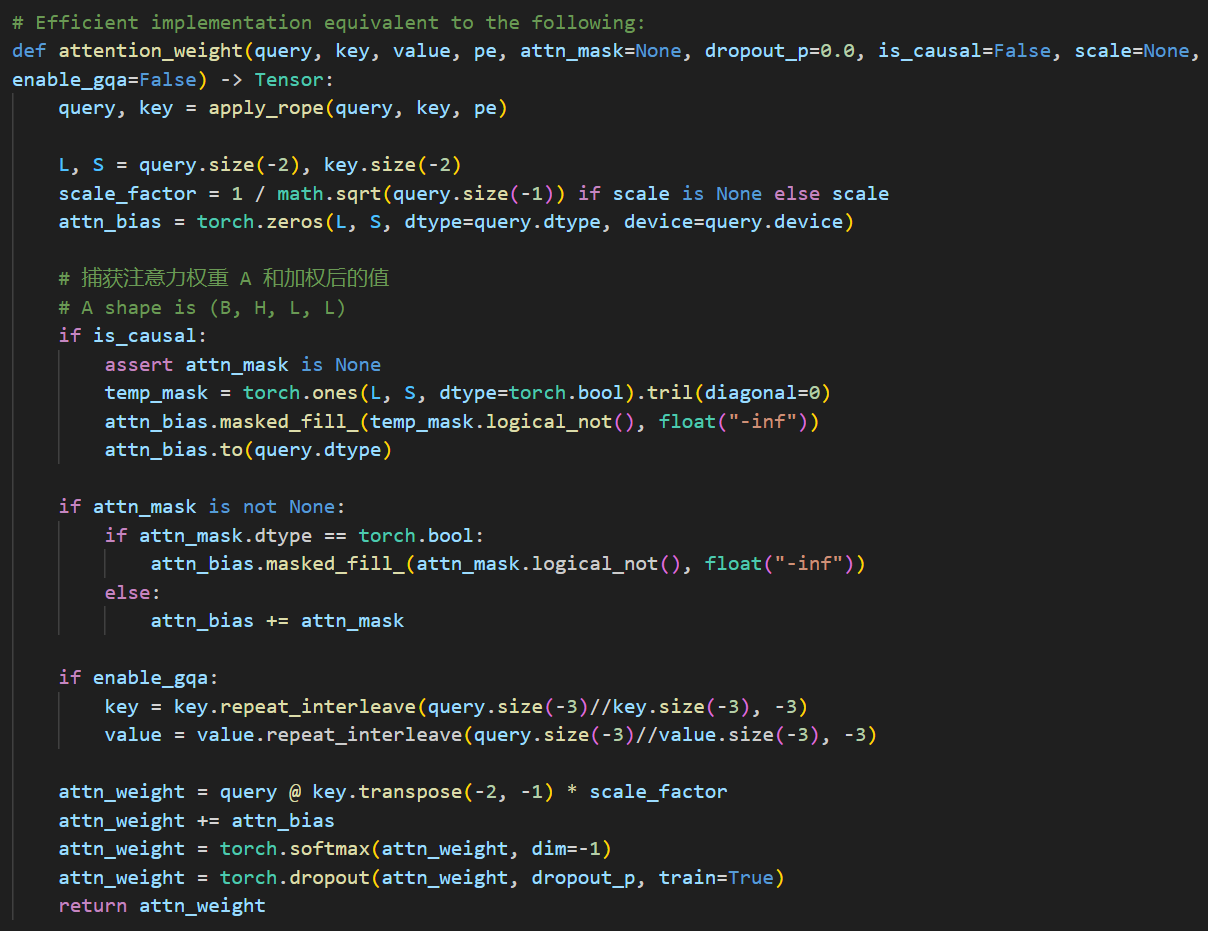 # Efficient implementation equivalent to the following:
def attention_weight(query, key, value, pe, attn_mask=None, dropout_p=0.0, is_causal=False, scale=None,
enable_gqa=False) -> Tensor:
    query, key = apply_rope(query, key, pe)

    L, S = query.size(-2), key.size(-2)
    scale_factor = 1 / math.sqrt(query.size(-1)) if scale is None else scale
    attn_bias = torch.zeros(L, S, dtype=query.dtype, device=query.device)

    # 捕获注意力权重 A 和加权后的值
    # A shape is (B, H, L, L)
    if is_causal:
        assert attn_mask is None
        temp_mask = torch.ones(L, S, dtype=torch.bool).tril(diagonal=0)
        attn_bias.masked_fill_(temp_mask.logical_not(), float("-inf"))
        attn_bias.to(query.dtype)

    if attn_mask is not None:
        if attn_mask.dtype == torch.bool:
            attn_bias.masked_fill_(attn_mask.logical_not(), float("-inf"))
        else:
            attn_bias += attn_mask

    if enable_gqa:
        key = key.repeat_interleave(query.size(-3)//key.size(-3), -3)
        value = value.repeat_interleave(query.size(-3)//value.size(-3), -3)

    attn_weight = query @ key.transpose(-2, -1) * scale_factor
    attn_weight += attn_bias
    attn_weight = torch.softmax(attn_weight, dim=-1)
    attn_weight = torch.dropout(attn_weight, dropout_p, train=True)
    return attn_weight